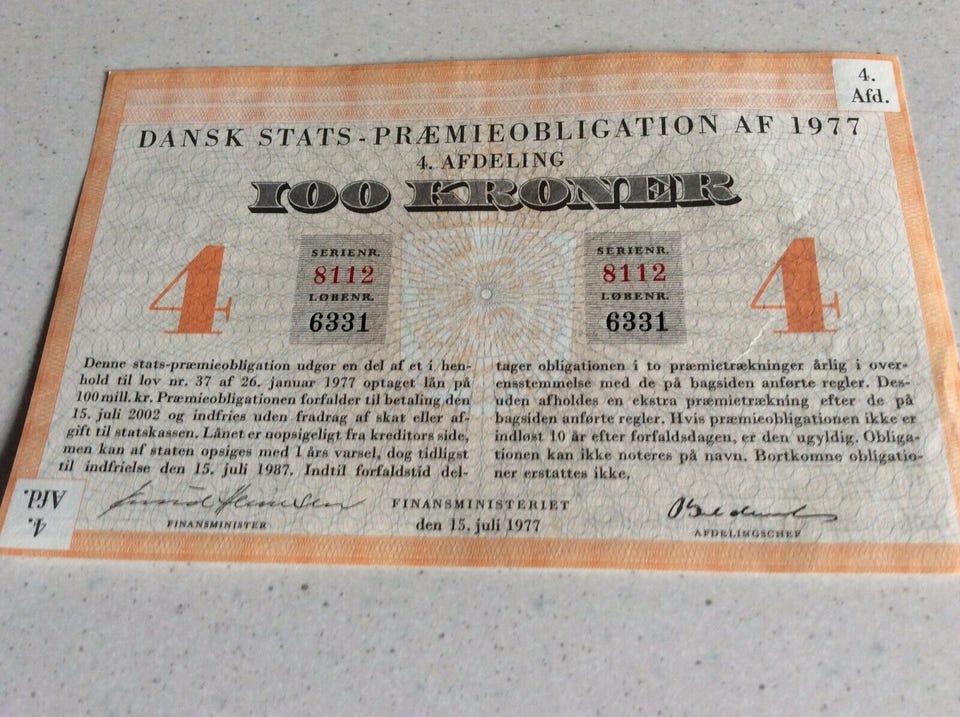 4.
Afd.
DANSK STATS-PRÆMIEOBLIGATION AF 1977
4. AFDELING
100 KRONER
4
SERIENR.
8112
LØBENR.
6331
SERIENR.
8112
LØBENR.
6331
4
Denne stats-præmieobligation udgør en del af et i hen-
hold til lov nr. 37 af 26. januar 1977 optaget lån på
100 mill. kr. Præmieobligationen forfalder til betaling den
15. juli 2002 og indfries uden fradrag af skat eller af-
gift til statskassen. Lånet er uopsigeligt fra kreditors side,
men kan af staten opsiges med 1 års varsel, dog tidligst
til indfrielse den 15. juli 1987. Indtil forfaldstid del-
tager obligationen i to præmietrækninger årlig i over-
ensstemmelse med de på bagsiden anførte regler. Des-
uden afholdes en ekstra præmietrækning efter de på
bagsiden anførte regler. Hvis præmieobligationen ikke er
indløst 10 år efter forfaldsdagen, er den ugyldig. Obliga-
tionen kan ikke noteres på navn. Bortkomne obligatio-
ner erstattes ikke.
FINANSMINISTER
FINANSMINISTERIET
den 15. juli 1977
AFDELINGSCHEF
4.
Afd.